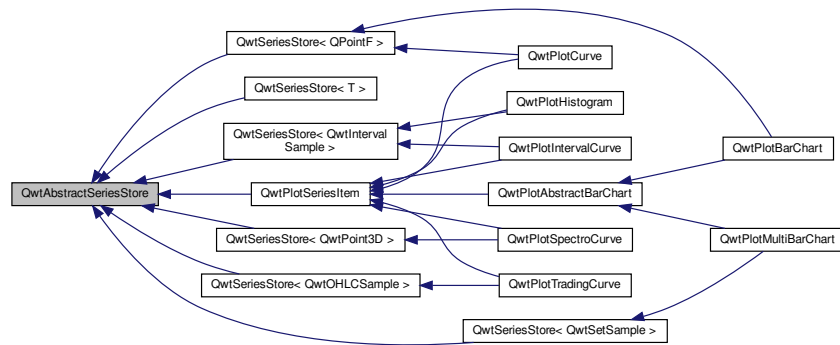 QwtAbstractSeriesStore
QwtSeriesStore< QPointF >
QwtSeriesStore< T >
QwtSeriesStore< QwtInterval
Sample >
QwtPlotSeriesItem
QwtSeriesStore< QwtPoint3D >
QwtSeriesStore< QwtOHLCSample >
QwtPlotCurve
QwtPlotHistogram
QwtPlotIntervalCurve
QwtPlotAbstractBarChart
QwtPlotSpectroCurve
QwtPlotTradingCurve
QwtSeriesStore< QwtSetSample >
QwtPlotBarChart
QwtPlotMultiBarChart